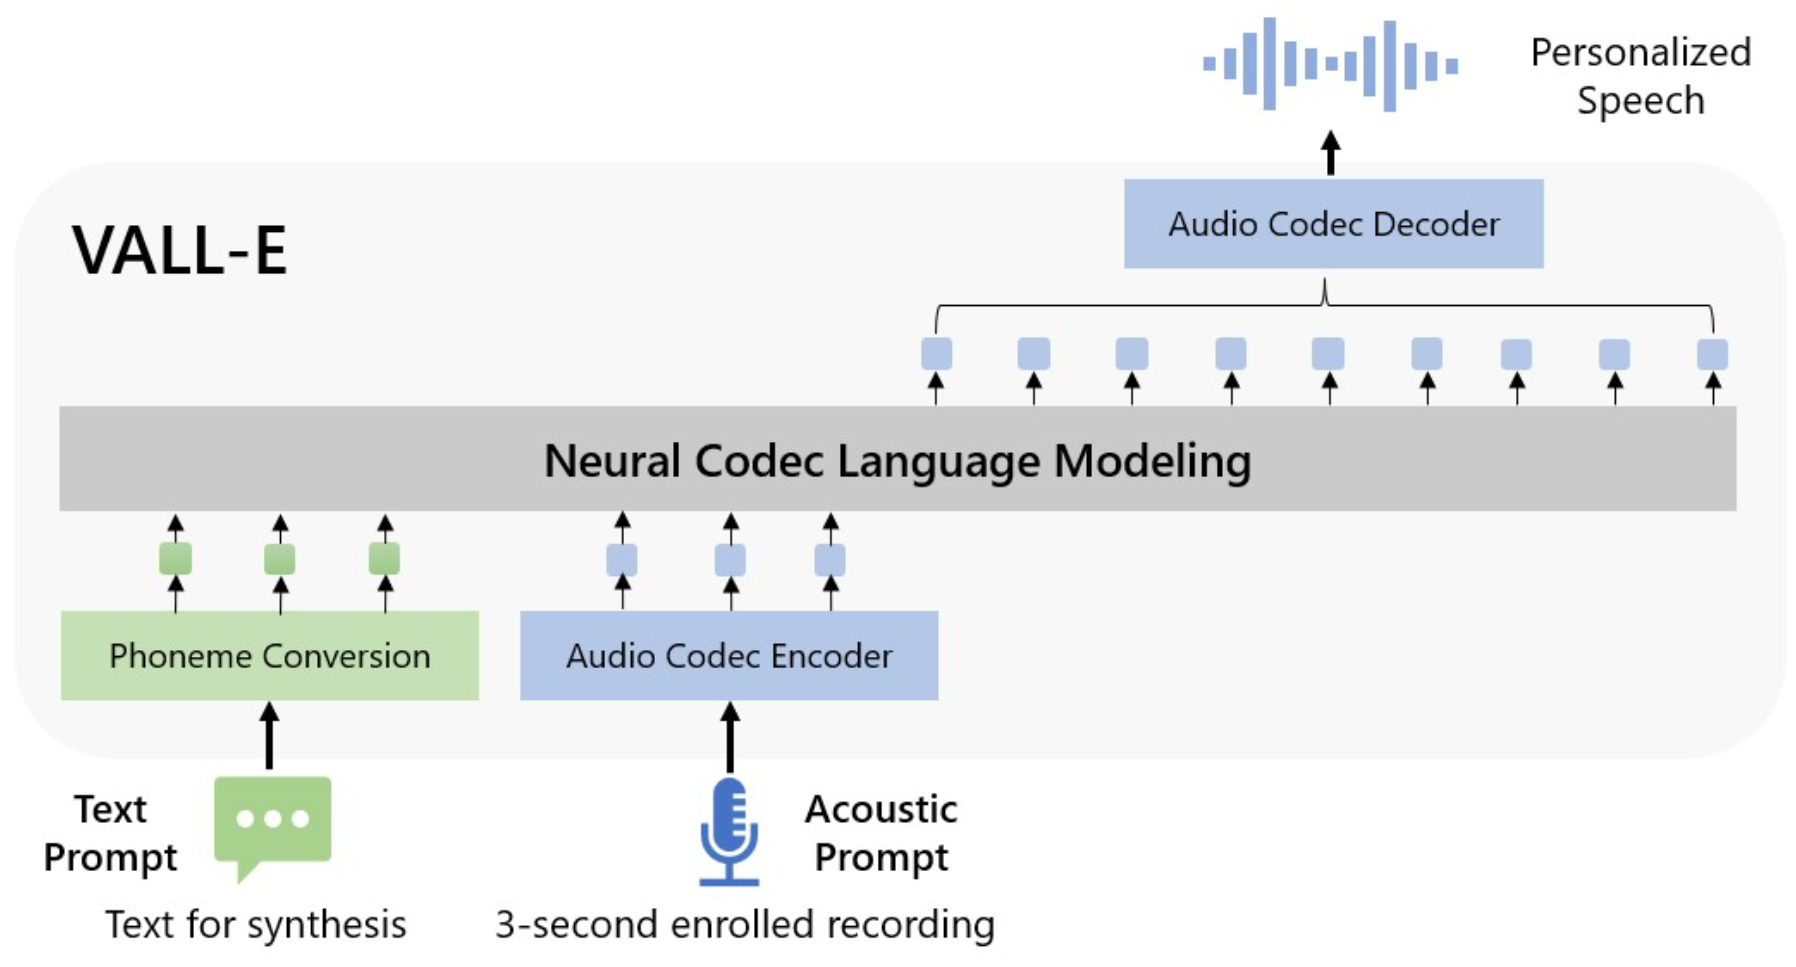 Personalized
Speech
Audio Codec Decoder
VALL-E
Neural Codec Language Modeling
Phoneme Conversion
Audio Codec Encoder
Text
Prompt
Acoustic
Prompt
Text for synthesis
3-second enrolled recording